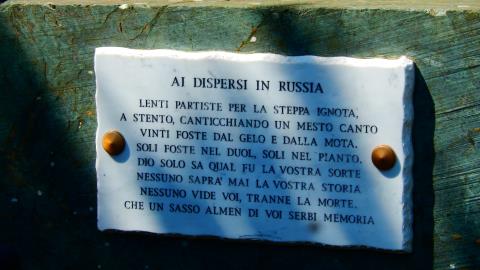 AI DISPERSI IN RUSSIA
LENTI PARTISTE PER LA STEPPA IGNOTA,
A STENTO, CANTICCHIANDO UN MESTO CANTO
VINTI FOSTE DAL GELO E DALLA MOTA.
SOLI FOSTE NEL DUOL, SOLI NEL PIANTO.
DIO SOLO SA QUAL FU LA VOSTRA SORTE
NESSUNO SAPRA' MAI LA VOSTRA STORIA
NESSUNO VIDE VOI, TRANNE LA MORTE.
CHE UN SASSO ALMEN DI VOI SERBI MEMORIA